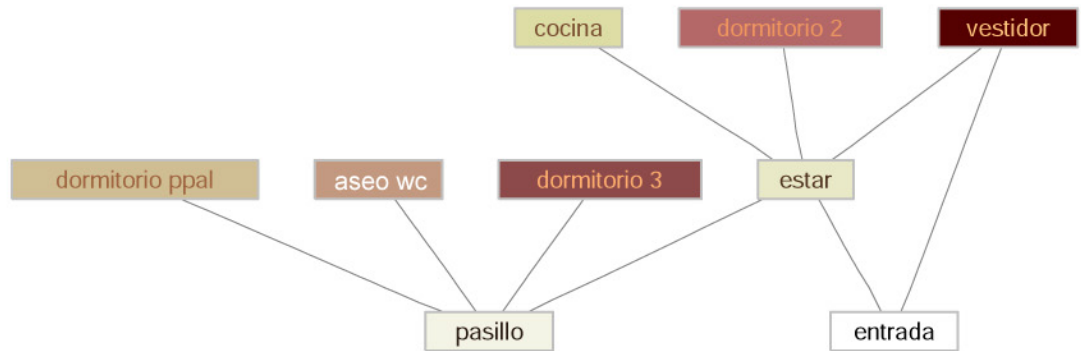 cocina
dormitorio 2
vestidor
dormitorio ppal
aseo wc
dormitorio 3
estar
pasillo
entrada